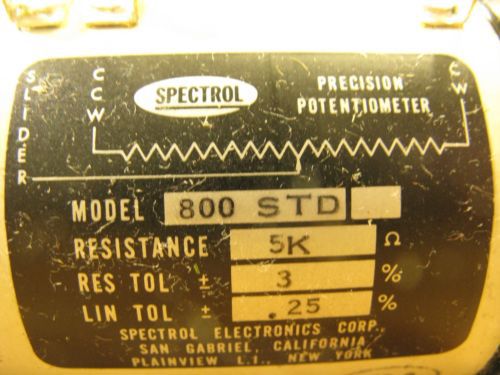 SLIDER
CCW
SPECTROL
PRECISION
POTENTIOMETER
CW
MODEL 800 STD
RESISTANCE 5K Ω
RES TOL ± 3 %
LIN TOL ± .25 %
SPECTROL ELECTRONICS CORP.
SAN GABRIEL, CALIFORNIA
PLAINVIEW L.I., NEW YORK